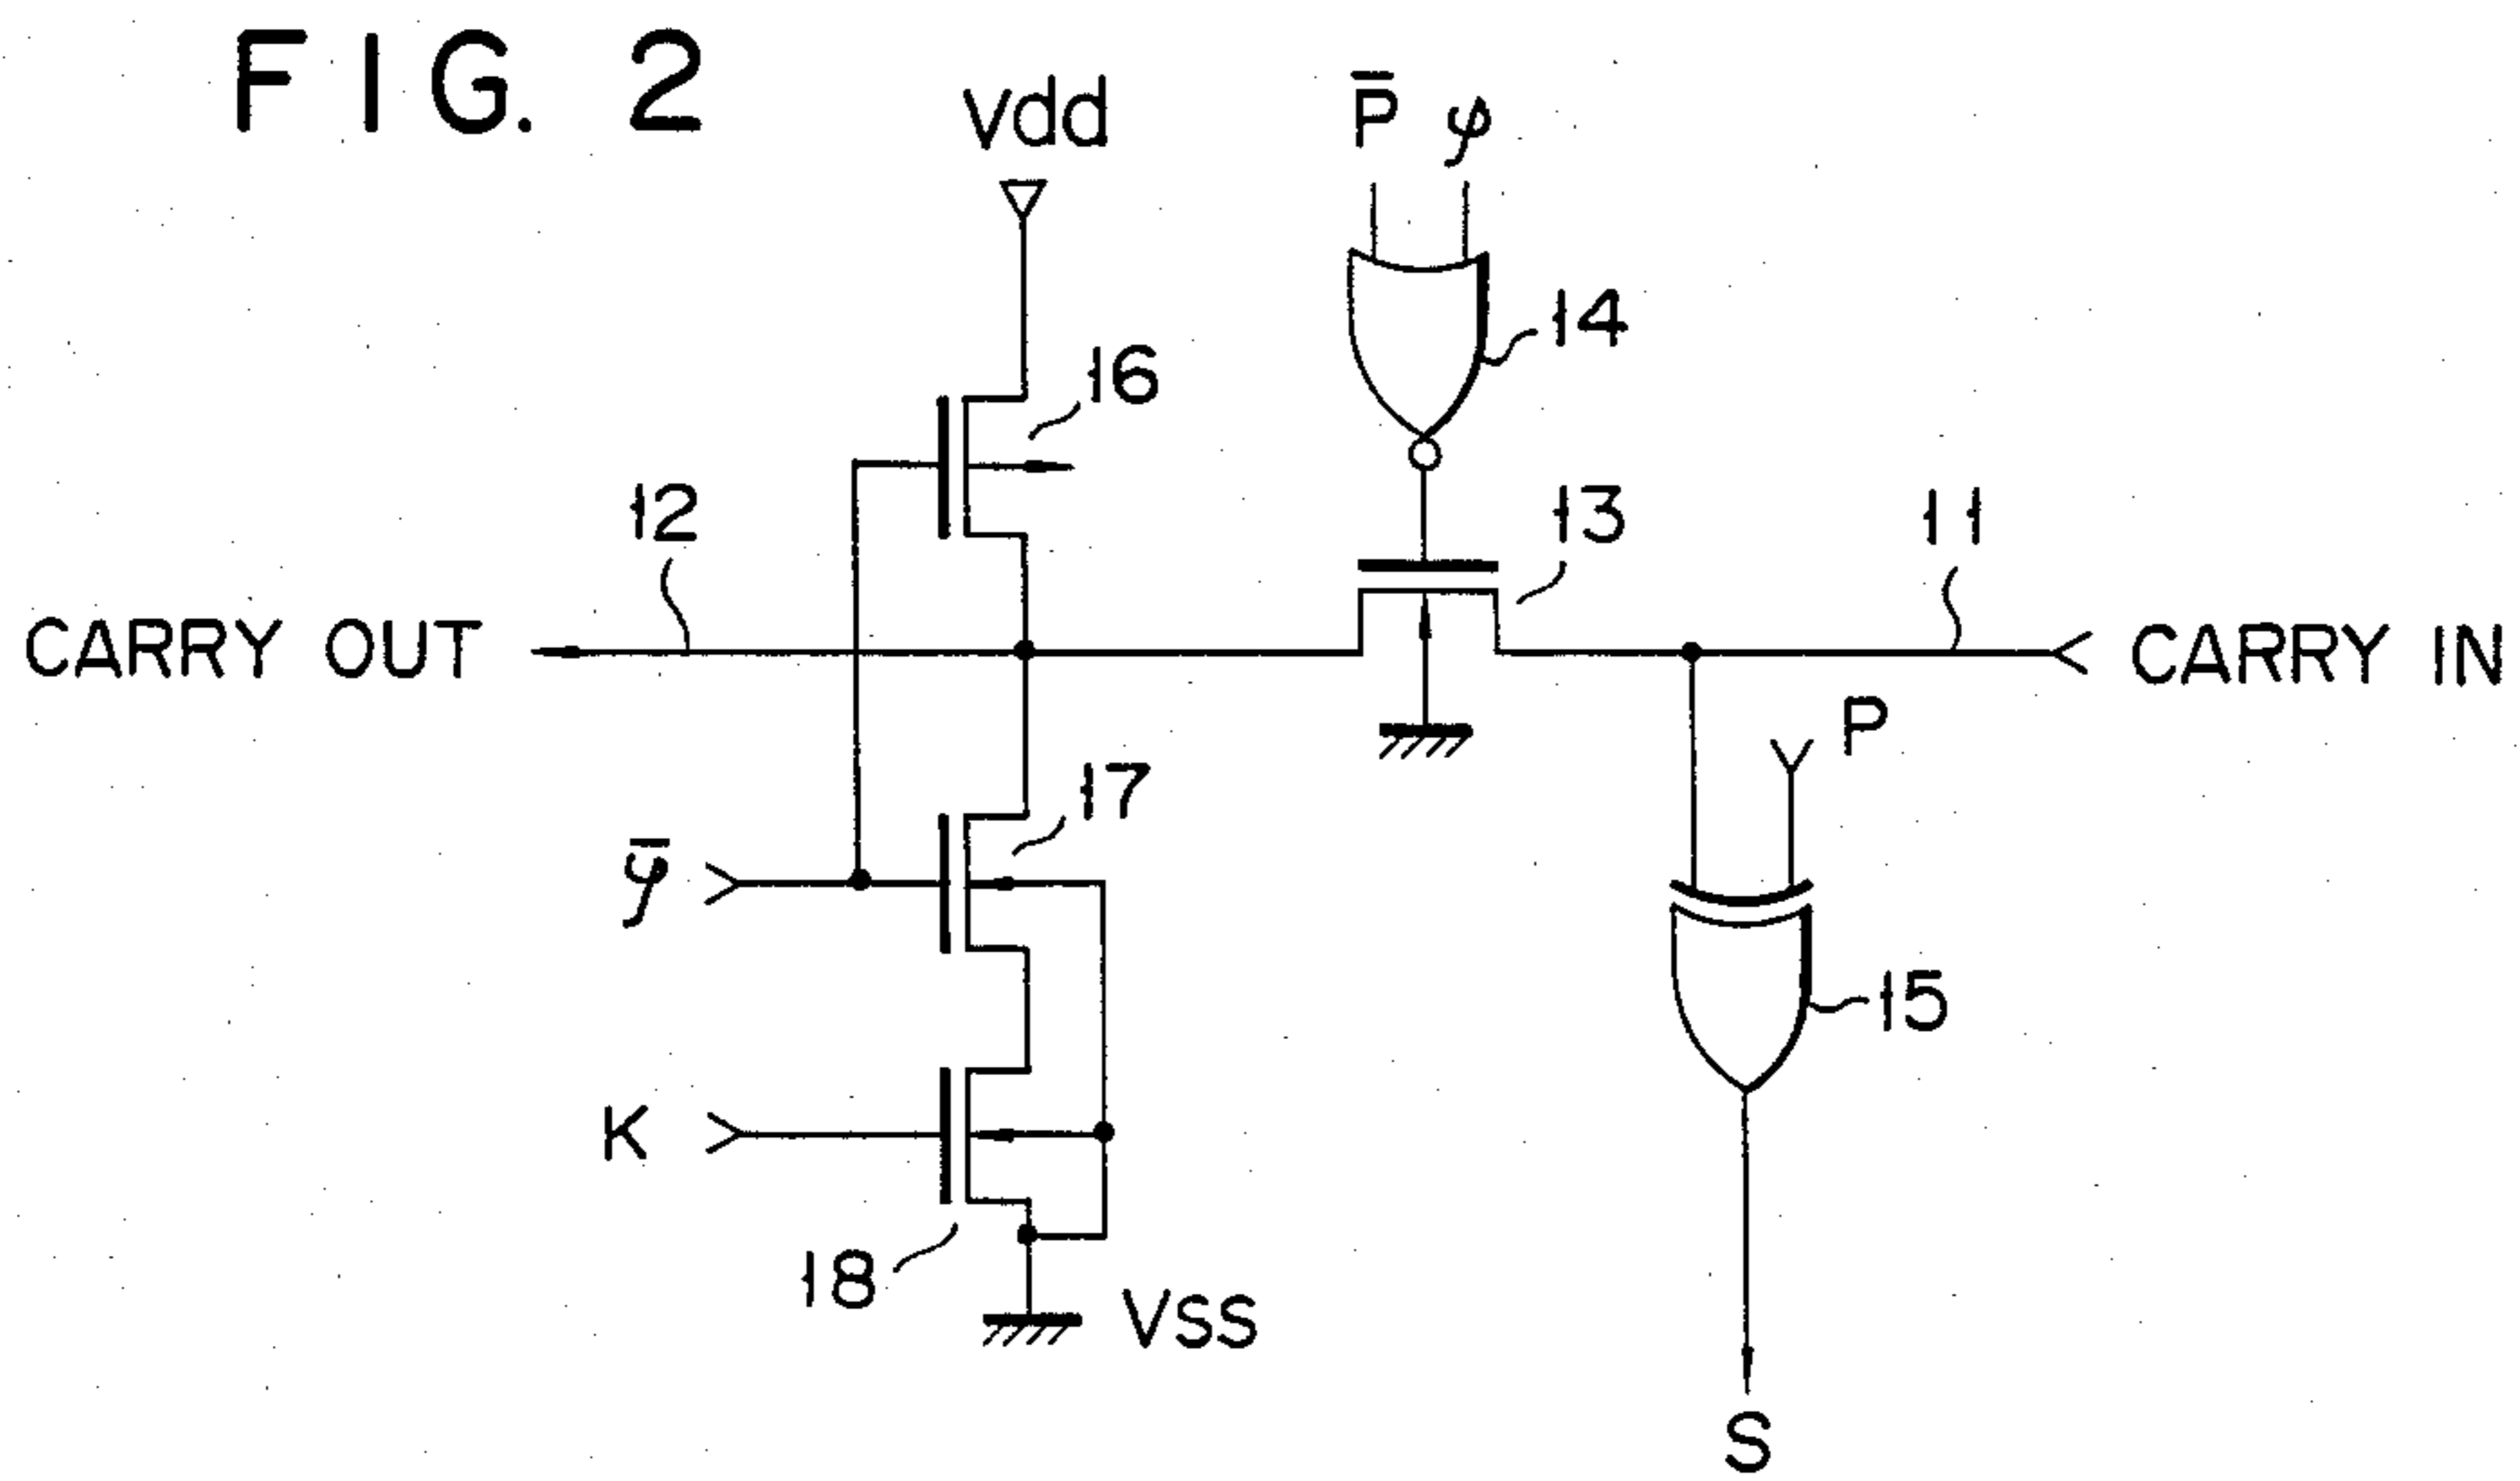 FIG. 2
Vdd
P̅ φ
14
16
12
13
11
CARRY OUT
CARRY IN
P
17
φ̅
15
K
18
VSS
S